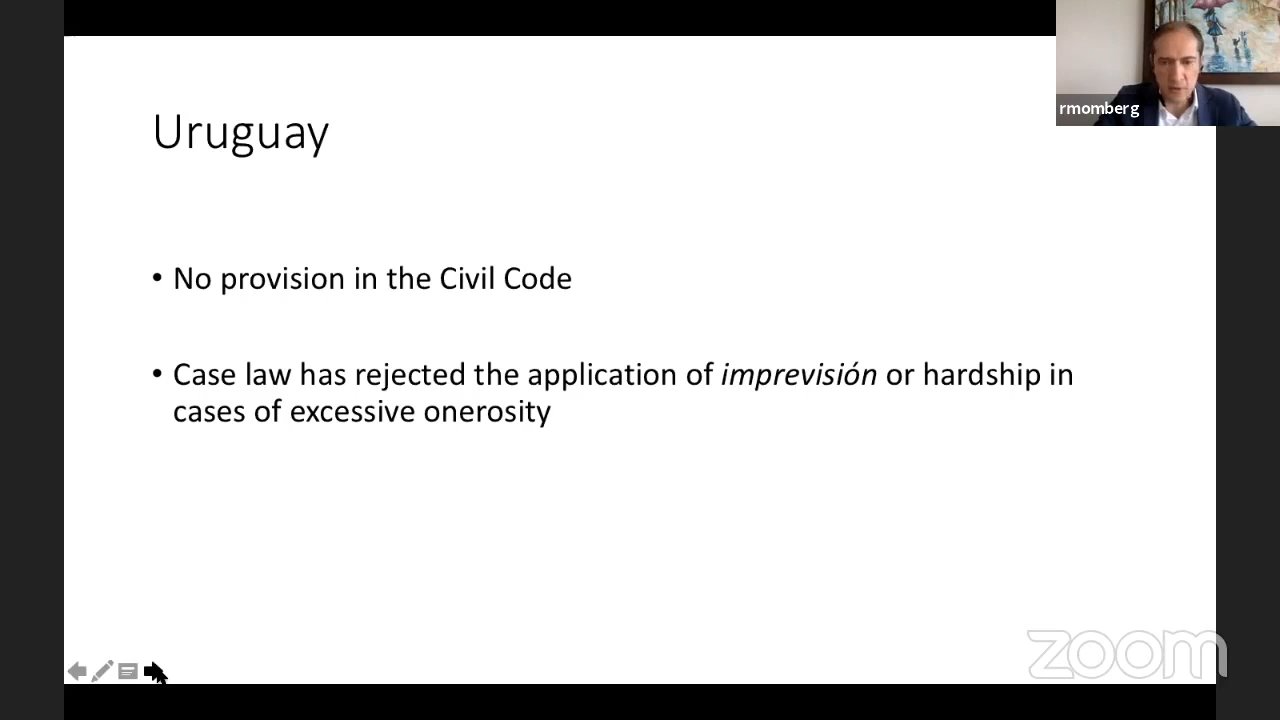 rmomberg
Uruguay
• No provision in the Civil Code
• Case law has rejected the application of imprevisión or hardship in
cases of excessive onerosity
zoom